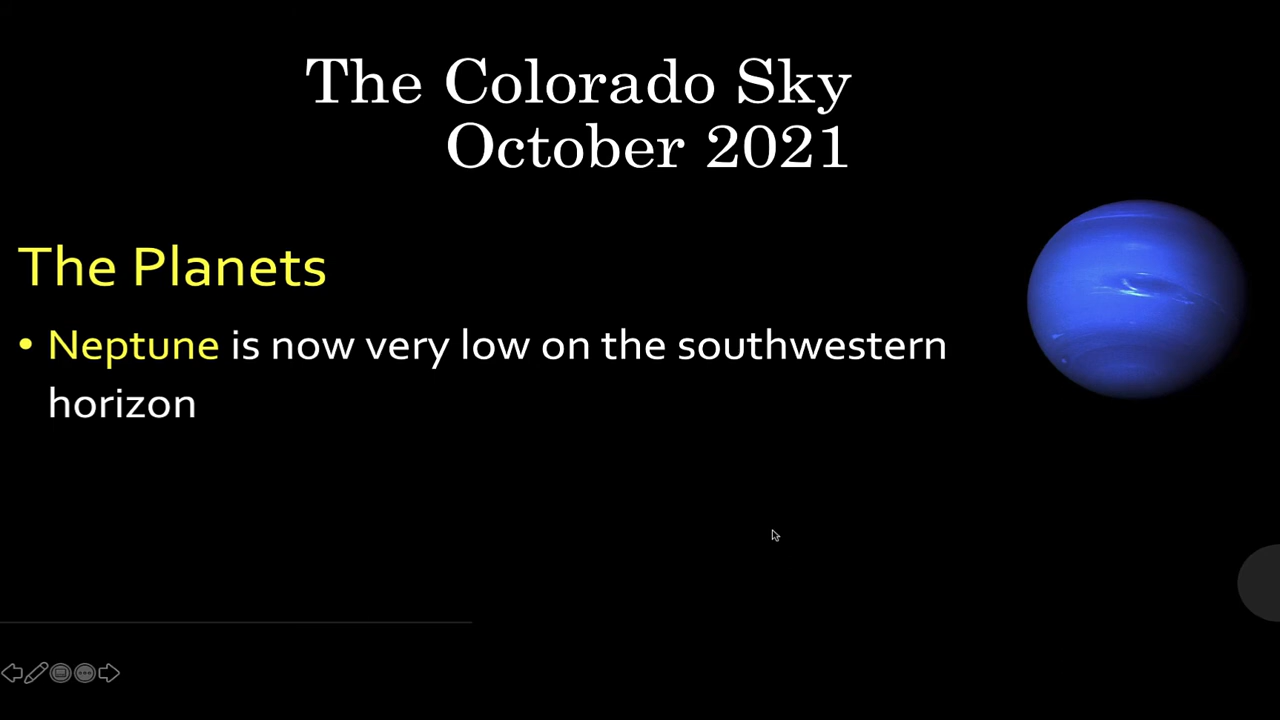 The Colorado Sky
October 2021
The Planets
• Neptune is now very low on the southwestern
horizon